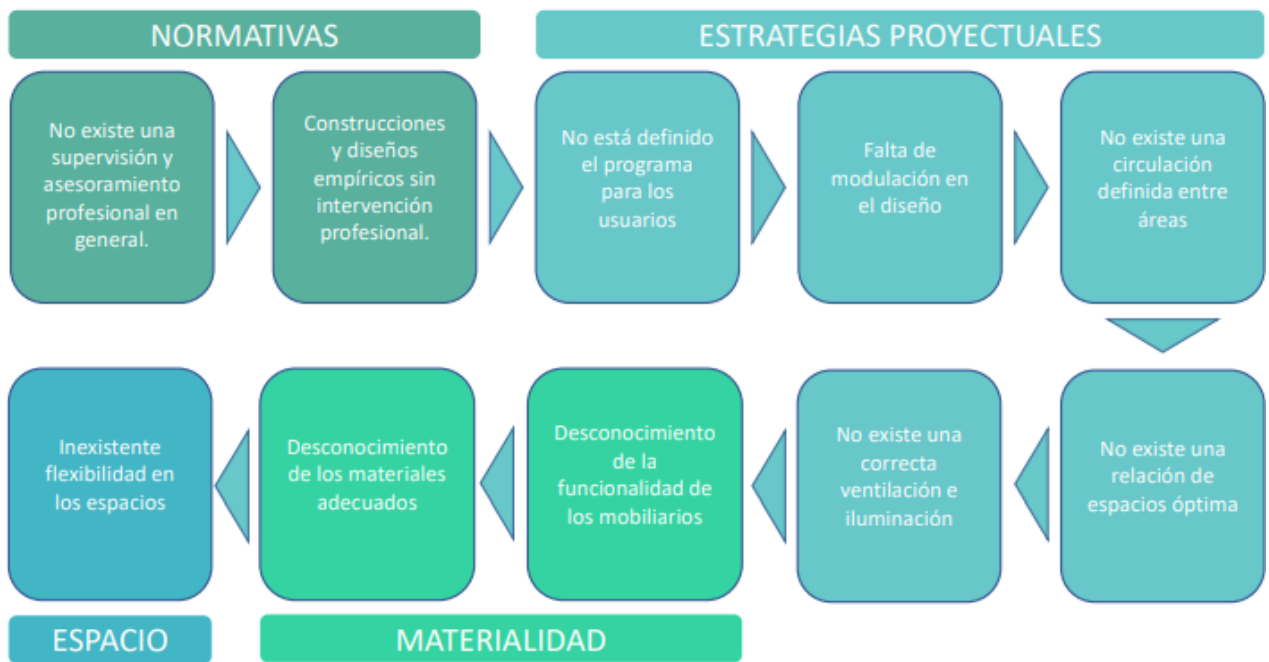 NORMATIVAS
ESTRATEGIAS PROYECTUALES
No existe una
supervisión y
asesoramiento
profesional en
general.
Construcciones
y diseños
empíricos sin
intervención
profesional.
No está definido
el programa
para los
usuarios
Falta de
modulación en
el diseño
No existe una
circulación
definida entre
áreas
No existe una
relación de
espacios óptima
No existe una
correcta
ventilación e
iluminación
Desconocimiento
de la
funcionalidad de
los mobiliarios
Desconocimiento
de los materiales
adecuados
Inexistente
flexibilidad en
los espacios
ESPACIO
MATERIALIDAD